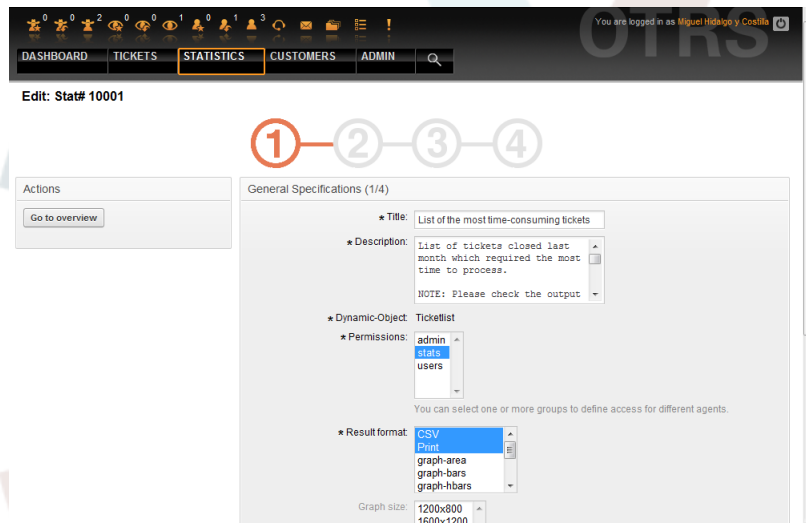 0 0 2 0 0 1 0 1 3
You are logged in as Miguel Hidalgo y Costilla
OTRS
DASHBOARD TICKETS STATISTICS CUSTOMERS ADMIN
Edit: Stat# 10001
1 2 3 4
Actions
Go to overview
General Specifications (1/4)
★ Title: List of the most time-consuming tickets
★ Description: List of tickets closed last
month which required the most
time to process.
NOTE: Please check the output
★ Dynamic-Object: Ticketlist
★ Permissions: admin
stats
users
You can select one or more groups to define access for different agents.
★ Result format: CSV
Print
graph-area
graph-bars
graph-hbars
Graph size: 1200x800
1600x1200